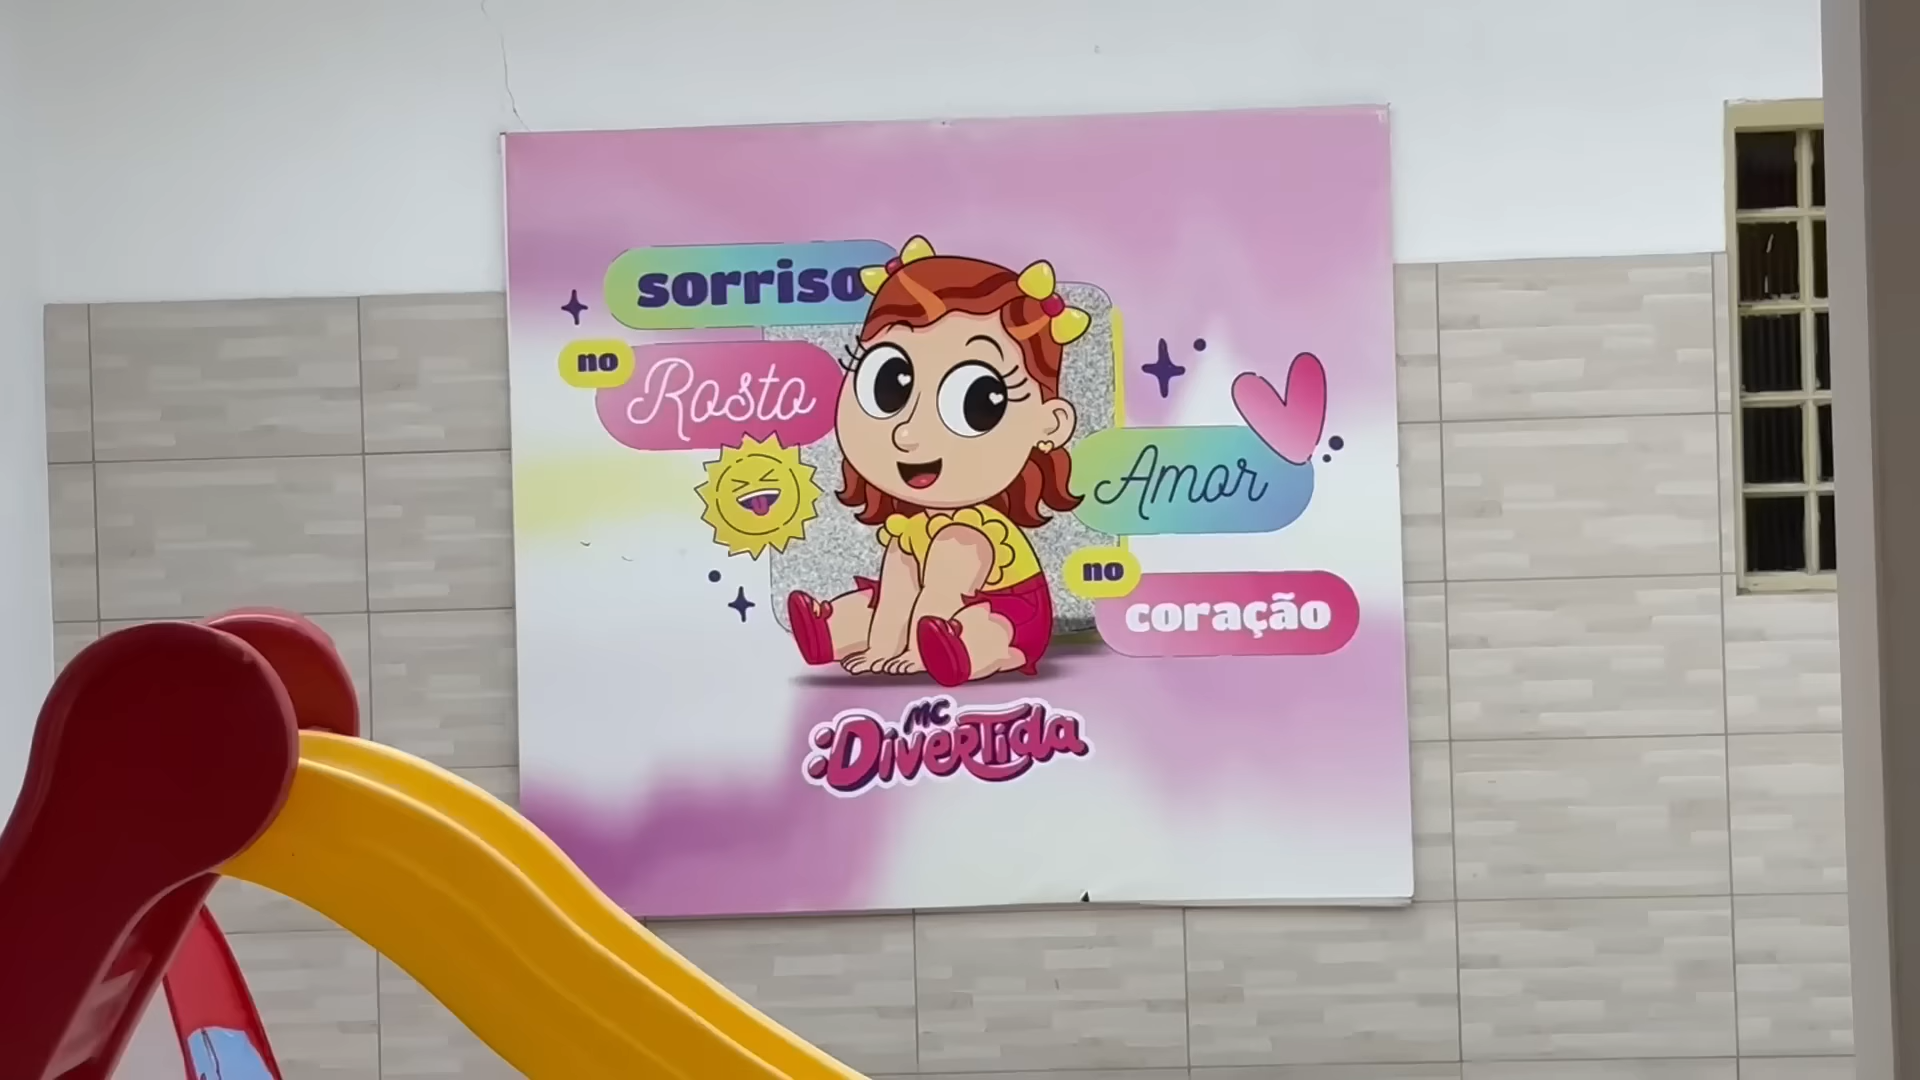 sorriso
no
Rosto
Amor
no
coração
MC
Divertida